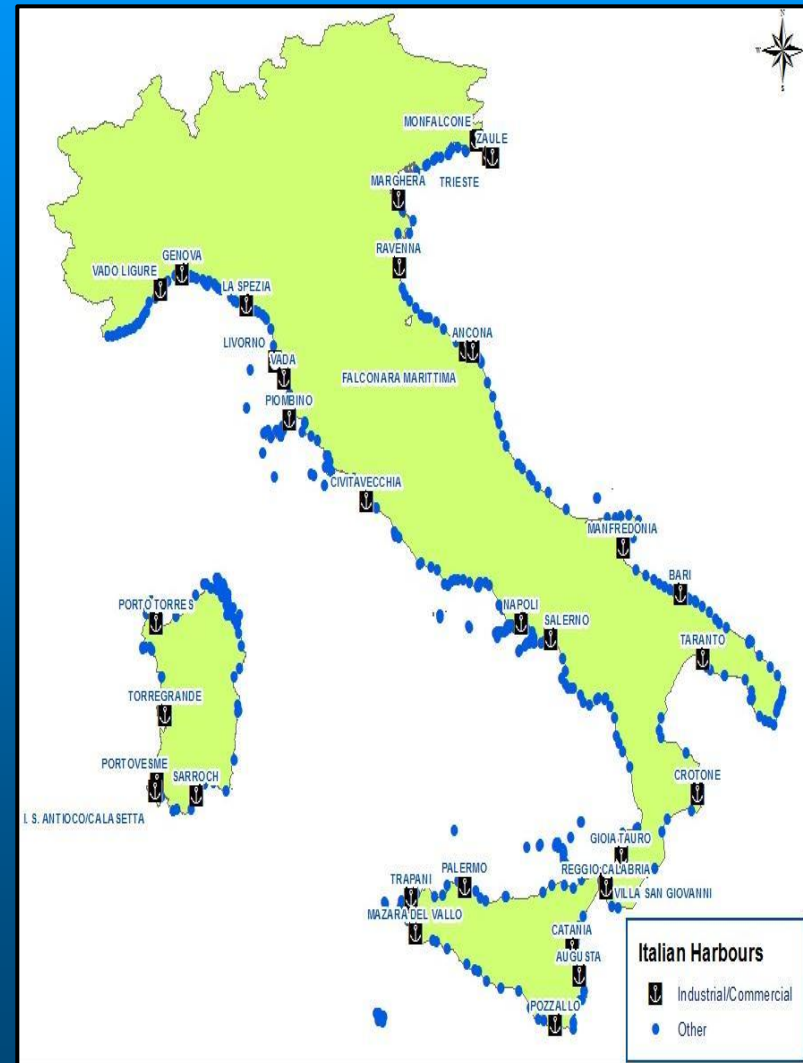 N
W
S
MONFALCONE
ZAULE
TRIESTE
MARGHERA
RAVENNA
GENOVA
VADO LIGURE
LA SPEZIA
LIVORNO
VADA
PIOMBINO
ANCONA
FALCONARA MARITTIMA
CIVITAVECCHIA
MANFREDONIA
BARI
NAPOLI
SALERNO
TARANTO
PORTO TORRES
TORREGRANDE
PORTOVESME
SARROCH
I. S. ANTIOCO/CALASETTA
CROTONE
GIOIA TAURO
REGGIO CALABRIA
VILLA SAN GIOVANNI
PALERMO
TRAPANI
MAZARA DEL VALLO
CATANIA
AUGUSTA
POZZALLO
Italian Harbours
Industrial/Commercial
Other